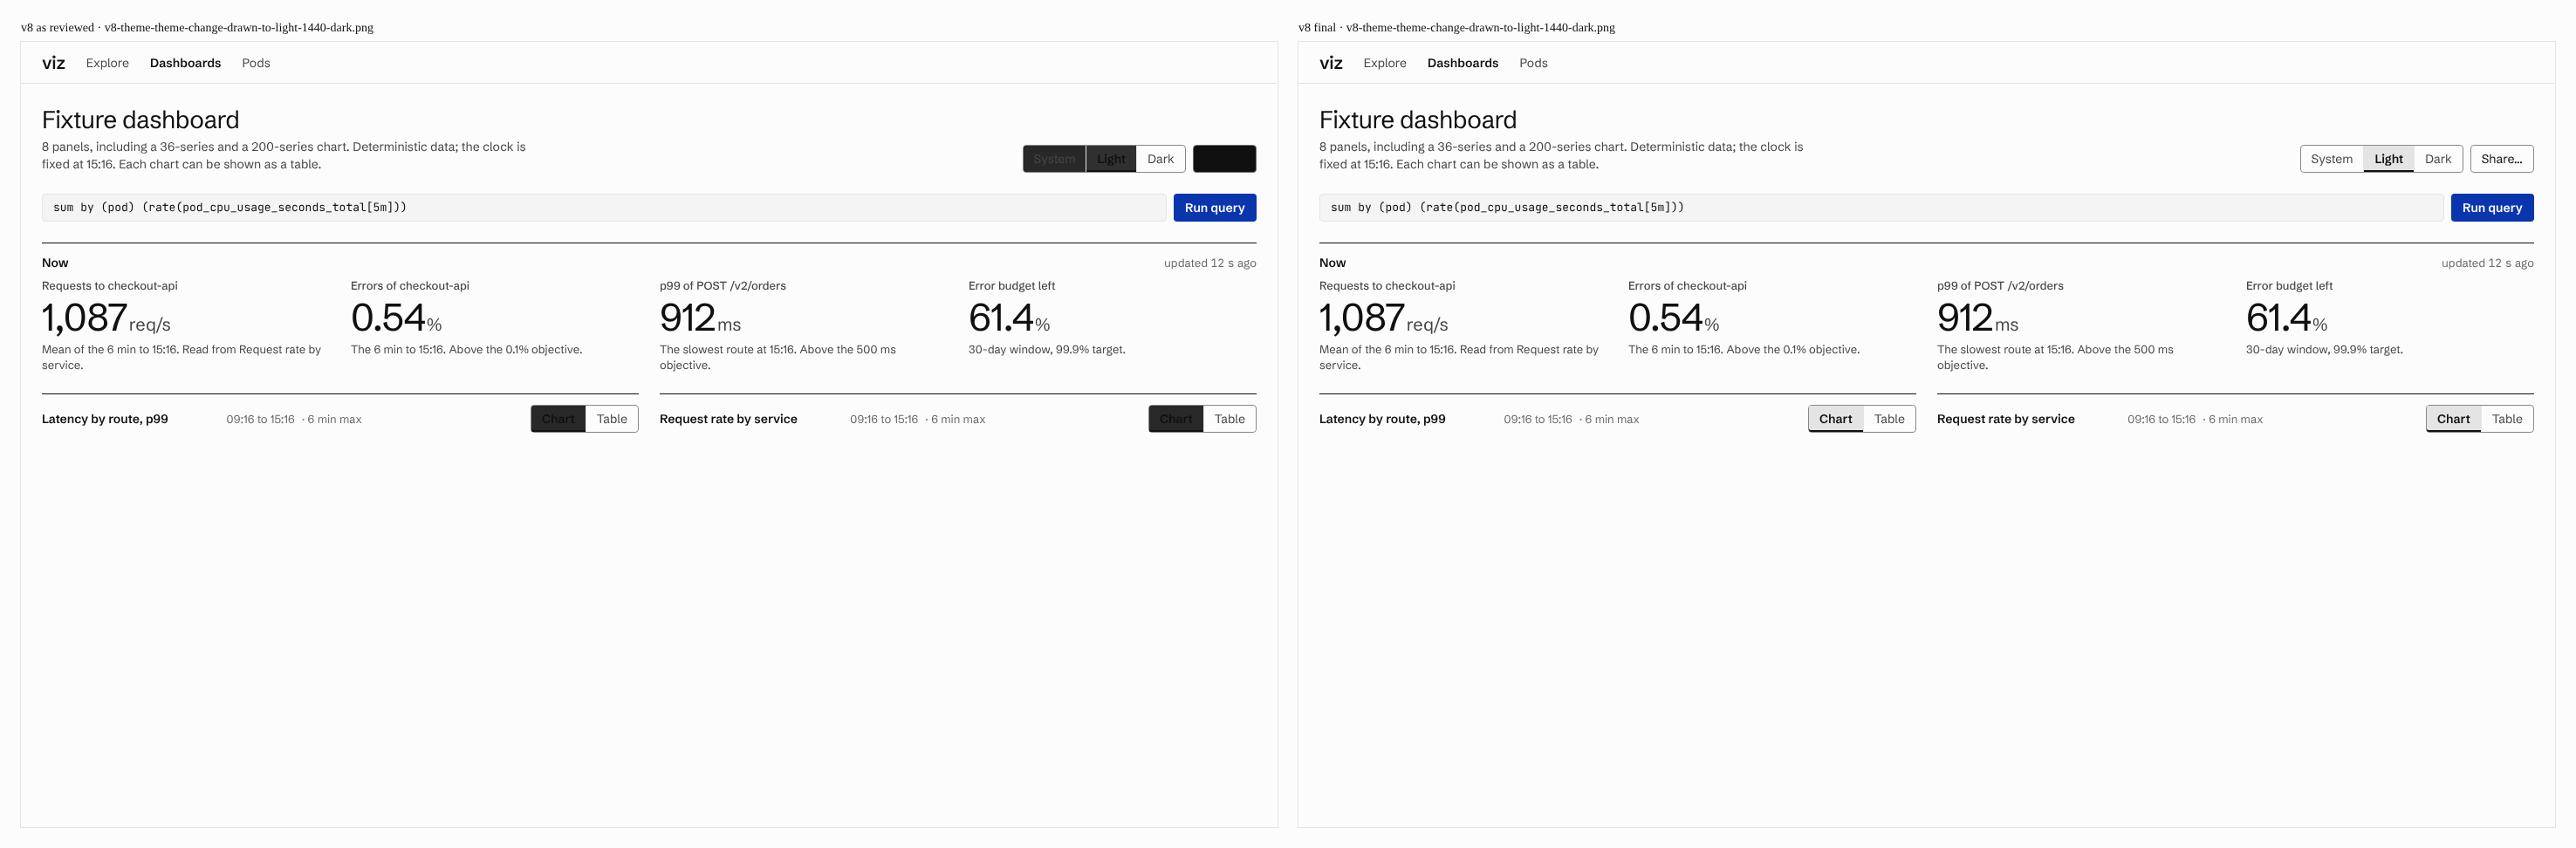 v8 as reviewed · v8-theme-theme-change-drawn-to-light-1440-dark.png
viz Explore Dashboards Pods
Fixture dashboard
8 panels, including a 36-series and a 200-series chart. Deterministic data; the clock is
fixed at 15:16. Each chart can be shown as a table.
System Light Dark
sum by (pod) (rate(pod_cpu_usage_seconds_total[5m])) Run query
Now updated 12 s ago
Requests to checkout-api Errors of checkout-api p99 of POST /v2/orders Error budget left
1,087 req/s 0.54% 912 ms 61.4%
Mean of the 6 min to 15:16. Read from Request rate by The 6 min to 15:16. Above the 0.1% objective. The slowest route at 15:16. Above the 500 ms 30-day window, 99.9% target.
service. objective.
Latency by route, p99 09:16 to 15:16 · 6 min max Chart Table Request rate by service 09:16 to 15:16 · 6 min max Chart Table
v8 final · v8-theme-theme-change-drawn-to-light-1440-dark.png
viz Explore Dashboards Pods
Fixture dashboard
8 panels, including a 36-series and a 200-series chart. Deterministic data; the clock is
fixed at 15:16. Each chart can be shown as a table.
System Light Dark Share...
sum by (pod) (rate(pod_cpu_usage_seconds_total[5m])) Run query
Now updated 12 s ago
Requests to checkout-api Errors of checkout-api p99 of POST /v2/orders Error budget left
1,087 req/s 0.54% 912 ms 61.4%
Mean of the 6 min to 15:16. Read from Request rate by The 6 min to 15:16. Above the 0.1% objective. The slowest route at 15:16. Above the 500 ms 30-day window, 99.9% target.
service. objective.
Latency by route, p99 09:16 to 15:16 · 6 min max Chart Table Request rate by service 09:16 to 15:16 · 6 min max Chart Table